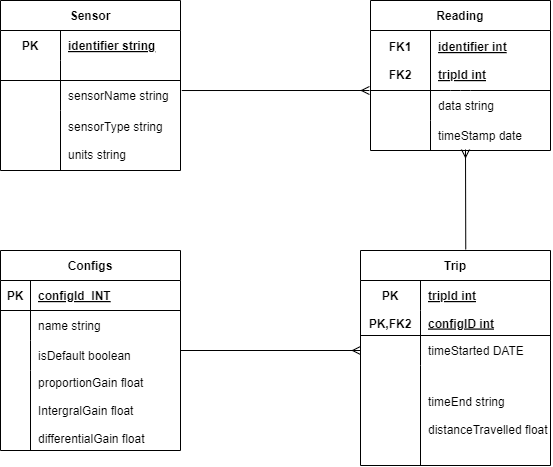 Sensor
PK identifier string
sensorName string
sensorType string
units string
Reading
FK1 identifier int
FK2 tripId int
data string
timeStamp date
Configs
PK configId INT
name string
isDefault boolean
proportionGain float
IntergralGain float
differentialGain float
Trip
PK tripId int
PK,FK2 configID int
timeStarted DATE
timeEnd string
distanceTravelled float